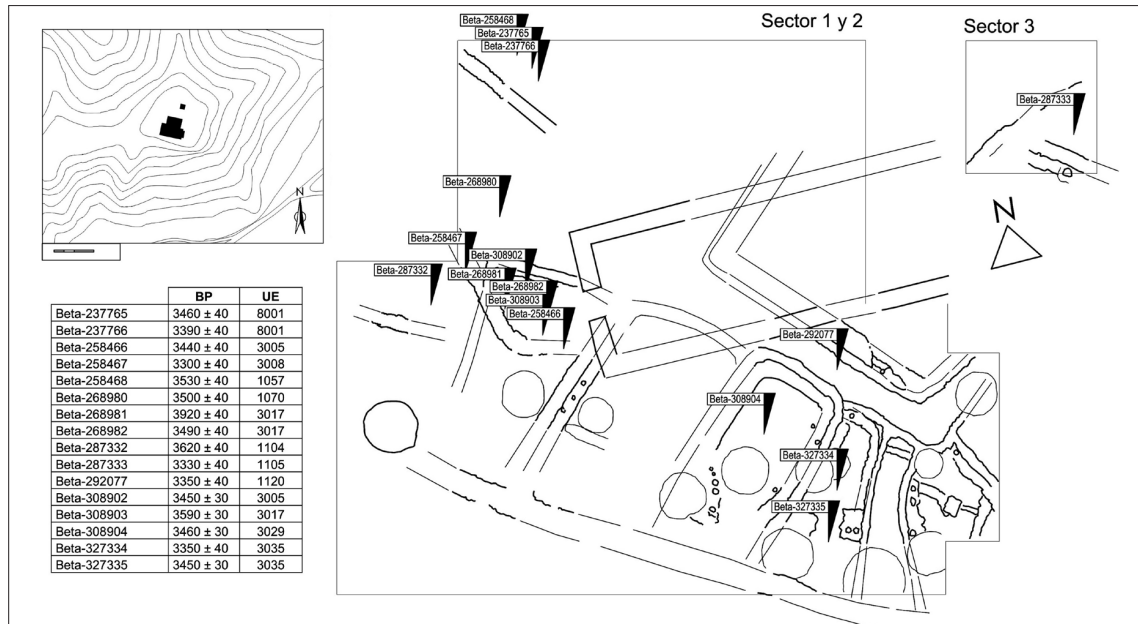 Sector 1 y 2
Sector 3
Beta-258468
Beta-237765
Beta-237766
Beta-287333
Beta-268980
Beta-258467
Beta-308902
Beta-287332
Beta-268981
Beta-268982
Beta-308903
Beta-258466
Beta-292077
Beta-308904
Beta-327334
Beta-327335
N
N
BP UE
Beta-237765 3460 ± 40 8001
Beta-237766 3390 ± 40 8001
Beta-258466 3440 ± 40 3005
Beta-258467 3300 ± 40 3008
Beta-258468 3530 ± 40 1057
Beta-268980 3500 ± 40 1070
Beta-268981 3920 ± 40 3017
Beta-268982 3490 ± 40 3017
Beta-287332 3620 ± 40 1104
Beta-287333 3330 ± 40 1105
Beta-292077 3350 ± 40 1120
Beta-308902 3450 ± 30 3005
Beta-308903 3590 ± 30 3017
Beta-308904 3460 ± 30 3029
Beta-327334 3350 ± 40 3035
Beta-327335 3450 ± 30 3035